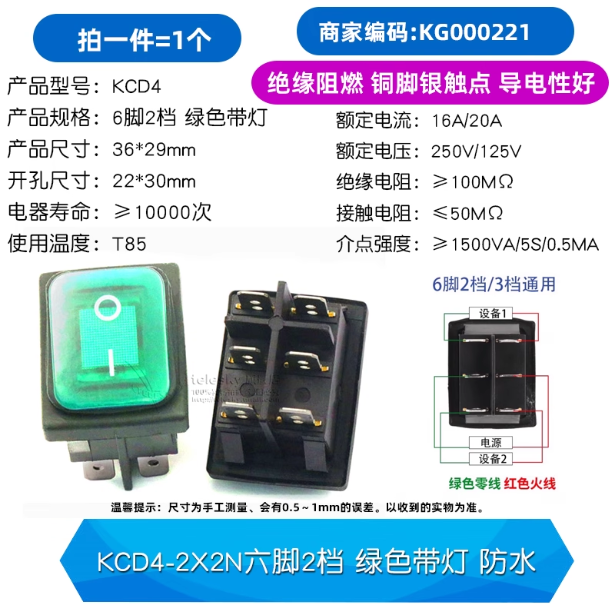 拍一件=1个
商家编码:KG000221
绝缘阻燃 铜脚银触点 导电性好
产品型号： KCD4
产品规格： 6脚2档 绿色带灯
产品尺寸： 36*29mm
开孔尺寸： 22*30mm
电器寿命： ≥10000次
使用温度： T85
额定电流： 16A/20A
额定电压： 250V/125V
绝缘电阻： ≥100MΩ
接触电阻： ≤50MΩ
介点强度： ≥1500VA/5S/0.5MA
6脚2档/3档通用
设备1
电源
设备2
绿色零线 红色火线
温馨提示：尺寸为手工测量、会有0.5～1mm的误差。以收到的实物为准。
KCD4-2X2N六脚2档 绿色带灯 防水